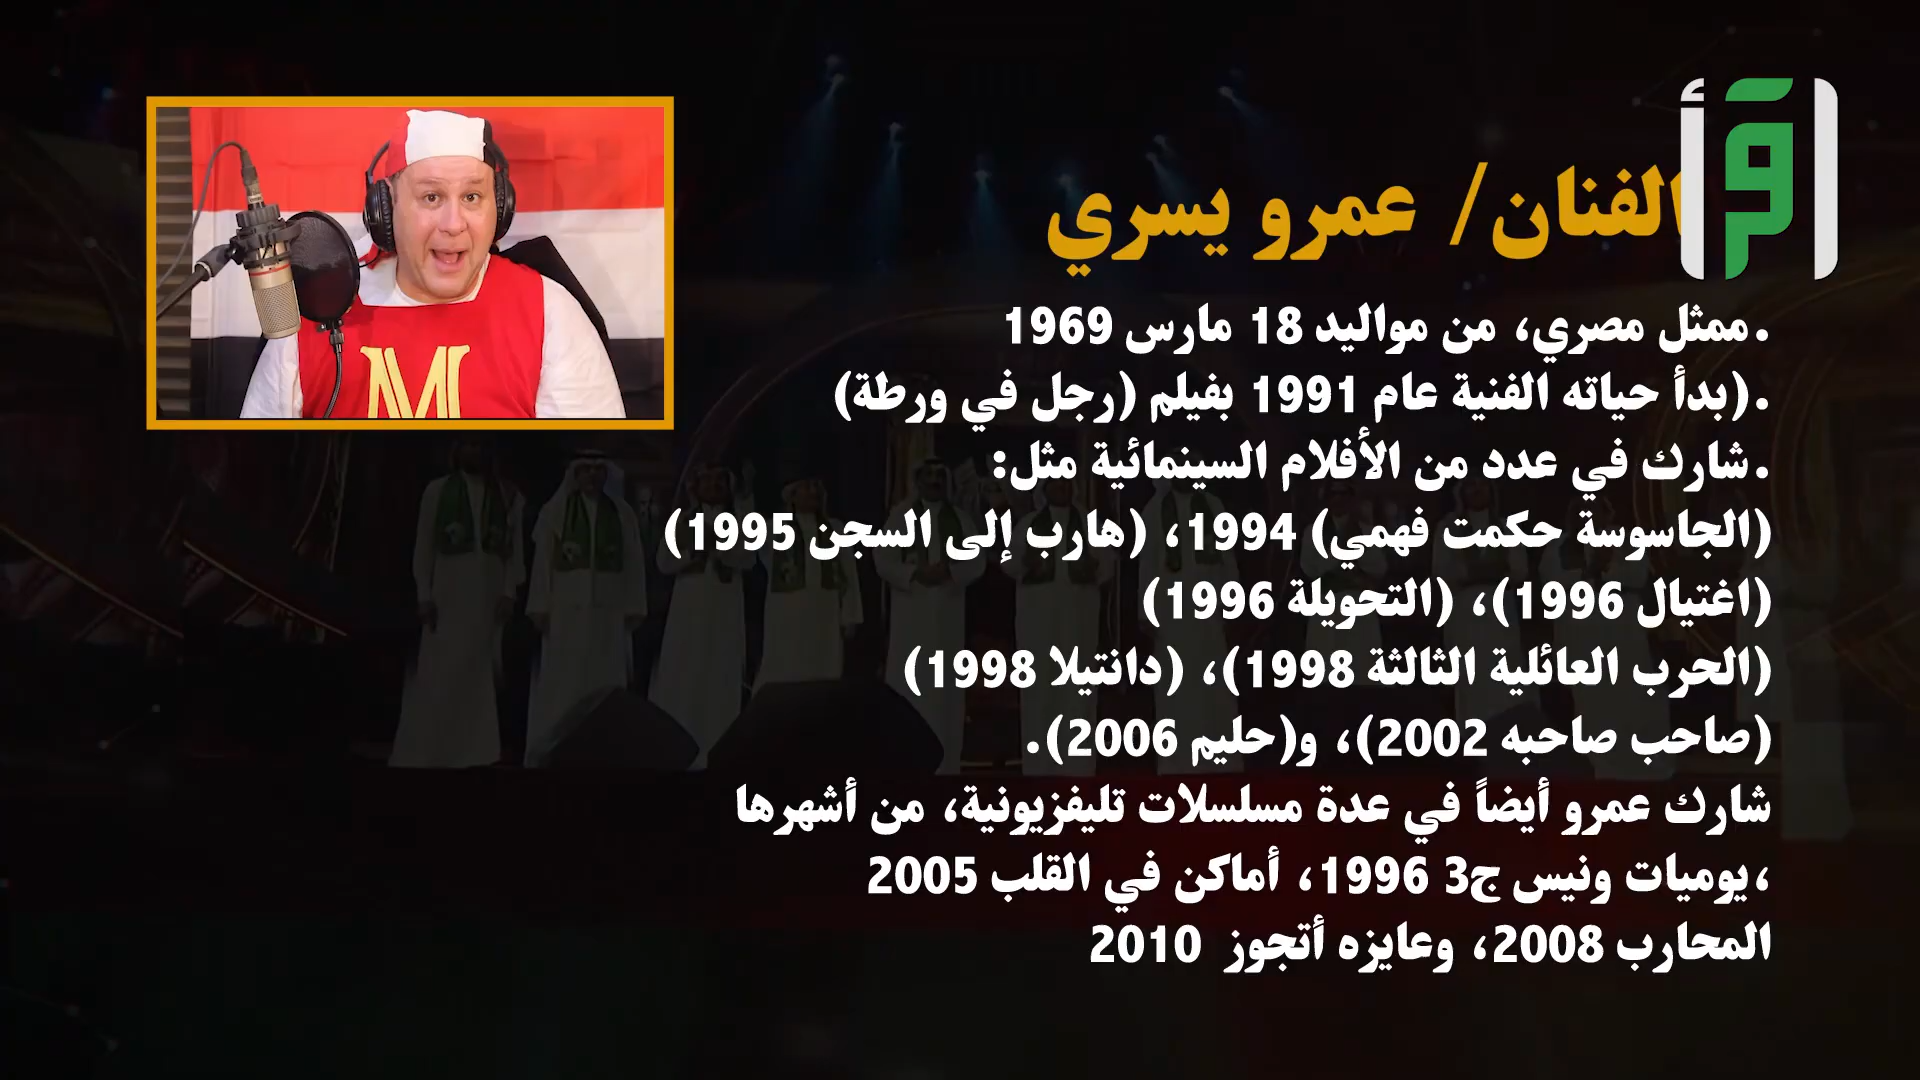 اقرأ
الفنان/ عمرو يسري
.ممثل مصري، من مواليد 18 مارس 1969
.(بدأ حياته الفنية عام 1991 بفيلم (رجل في ورطة)
.شارك في عدد من الأفلام السينمائية مثل:
(الجاسوسة حكمت فهمي) 1994، (هارب إلى السجن 1995)
(اغتيال 1996)، (التحويلة 1996)
(الحرب العائلية الثالثة 1998)، (دانتيلا 1998)
(صاحب صاحبه 2002)، و(حليم 2006).
شارك عمرو أيضاً في عدة مسلسلات تليفزيونية، من أشهرها
،يوميات ونيس ج3 1996، أماكن في القلب 2005
المحارب 2008، وعايزه أتجوز 2010
M